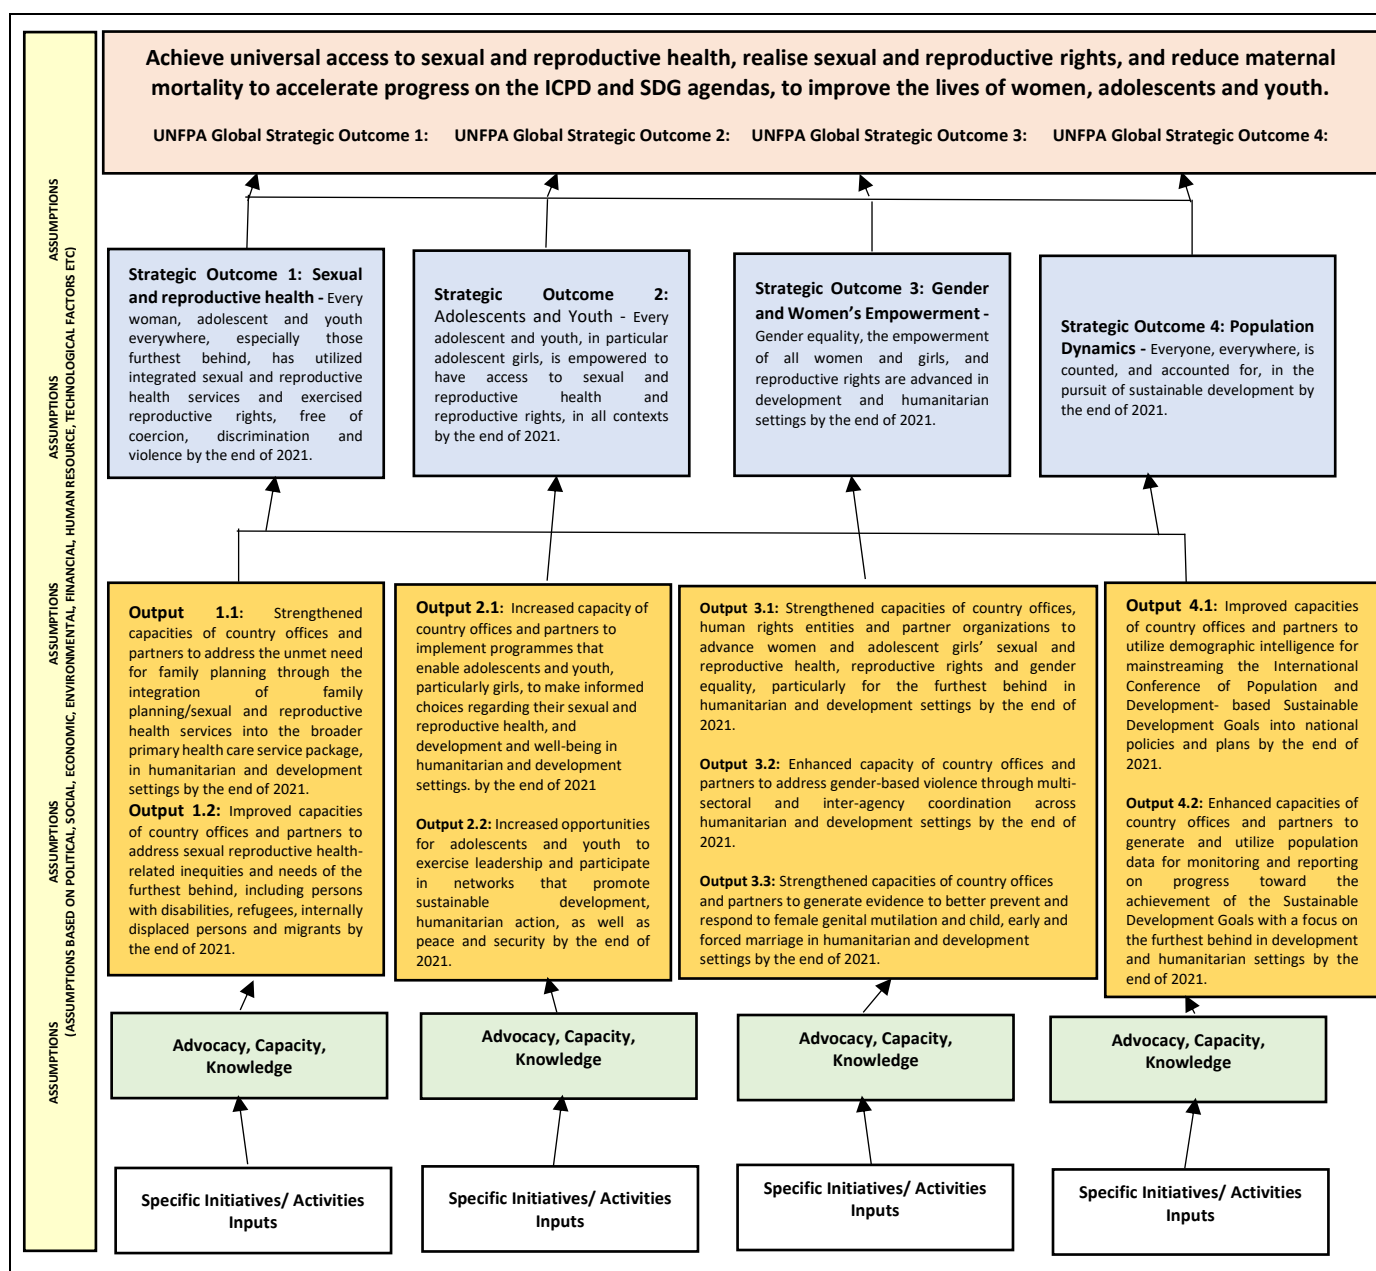 Achieve universal access to sexual and reproductive health, realise sexual and reproductive rights, and reduce maternal
mortality to accelerate progress on the ICPD and SDG agendas, to improve the lives of women, adolescents and youth.
UNFPA Global Strategic Outcome 1: UNFPA Global Strategic Outcome 2: UNFPA Global Strategic Outcome 3: UNFPA Global Strategic Outcome 4:
ASSUMPTIONS
ASSUMPTIONS
ASSUMPTIONS
ASSUMPTIONS
ASSUMPTIONS
(ASSUMPTIONS BASED ON POLITICAL, SOCIAL, ECONOMIC, ENVIRONMENTAL, FINANCIAL, HUMAN RESOURCE, TECHNOLOGICAL FACTORS ETC)
Strategic Outcome 1: Sexual
and reproductive health - Every
woman, adolescent and youth
everywhere, especially those
furthest behind, has utilized
integrated sexual and reproductive
health services and exercised
reproductive rights, free of
coercion, discrimination and
violence by the end of 2021.
Strategic Outcome 2:
Adolescents and Youth - Every
adolescent and youth, in particular
adolescent girls, is empowered to
have access to sexual and
reproductive health and
reproductive rights, in all contexts
by the end of 2021.
Strategic Outcome 3: Gender
and Women's Empowerment -
Gender equality, the empowerment
of all women and girls, and
reproductive rights are advanced in
development and humanitarian
settings by the end of 2021.
Strategic Outcome 4: Population
Dynamics - Everyone, everywhere, is
counted, and accounted for, in the
pursuit of sustainable development by
the end of 2021.
Output 1.1: Strengthened
capacities of country offices and
partners to address the unmet need
for family planning through the
integration of family
planning/sexual and reproductive
health services into the broader
primary health care service package,
in humanitarian and development
settings by the end of 2021.
Output 1.2: Improved capacities
of country offices and partners to
address sexual reproductive health-
related inequities and needs of the
furthest behind, including persons
with disabilities, refugees, internally
displaced persons and migrants by
the end of 2021.
Output 2.1: Increased capacity of
country offices and partners to
implement programmes that
enable adolescents and youth,
particularly girls, to make informed
choices regarding their sexual and
reproductive health, and
development and well-being in
humanitarian and development
settings. by the end of 2021
Output 2.2: Increased opportunities
for adolescents and youth to
exercise leadership and participate
in networks that promote
sustainable development,
humanitarian action, as well as
peace and security by the end of
2021.
Output 3.1: Strengthened capacities of country offices,
human rights entities and partner organizations to
advance women and adolescent girls' sexual and
reproductive health, reproductive rights and gender
equality, particularly for the furthest behind in
humanitarian and development settings by the end of
2021.
Output 3.2: Enhanced capacity of country offices and
partners to address gender-based violence through multi-
sectoral and inter-agency coordination across
humanitarian and development settings by the end of
2021.
Output 3.3: Strengthened capacities of country offices
and partners to generate evidence to better prevent and
respond to female genital mutilation and child, early and
forced marriage in humanitarian and development
settings by the end of 2021.
Output 4.1: Improved capacities
of country offices and partners to
utilize demographic intelligence for
mainstreaming the International
Conference of Population and
Development- based Sustainable
Development Goals into national
policies and plans by the end of
2021.
Output 4.2: Enhanced capacities of
country offices and partners to
generate and utilize population
data for monitoring and reporting
on progress toward the
achievement of the Sustainable
Development Goals with a focus on
the furthest behind in development
and humanitarian settings by the
end of 2021.
Advocacy, Capacity,
Knowledge
Advocacy, Capacity,
Knowledge
Advocacy, Capacity,
Knowledge
Advocacy, Capacity,
Knowledge
Specific Initiatives/ Activities
Inputs
Specific Initiatives/ Activities
Inputs
Specific Initiatives/ Activities
Inputs
Specific Initiatives/ Activities
Inputs